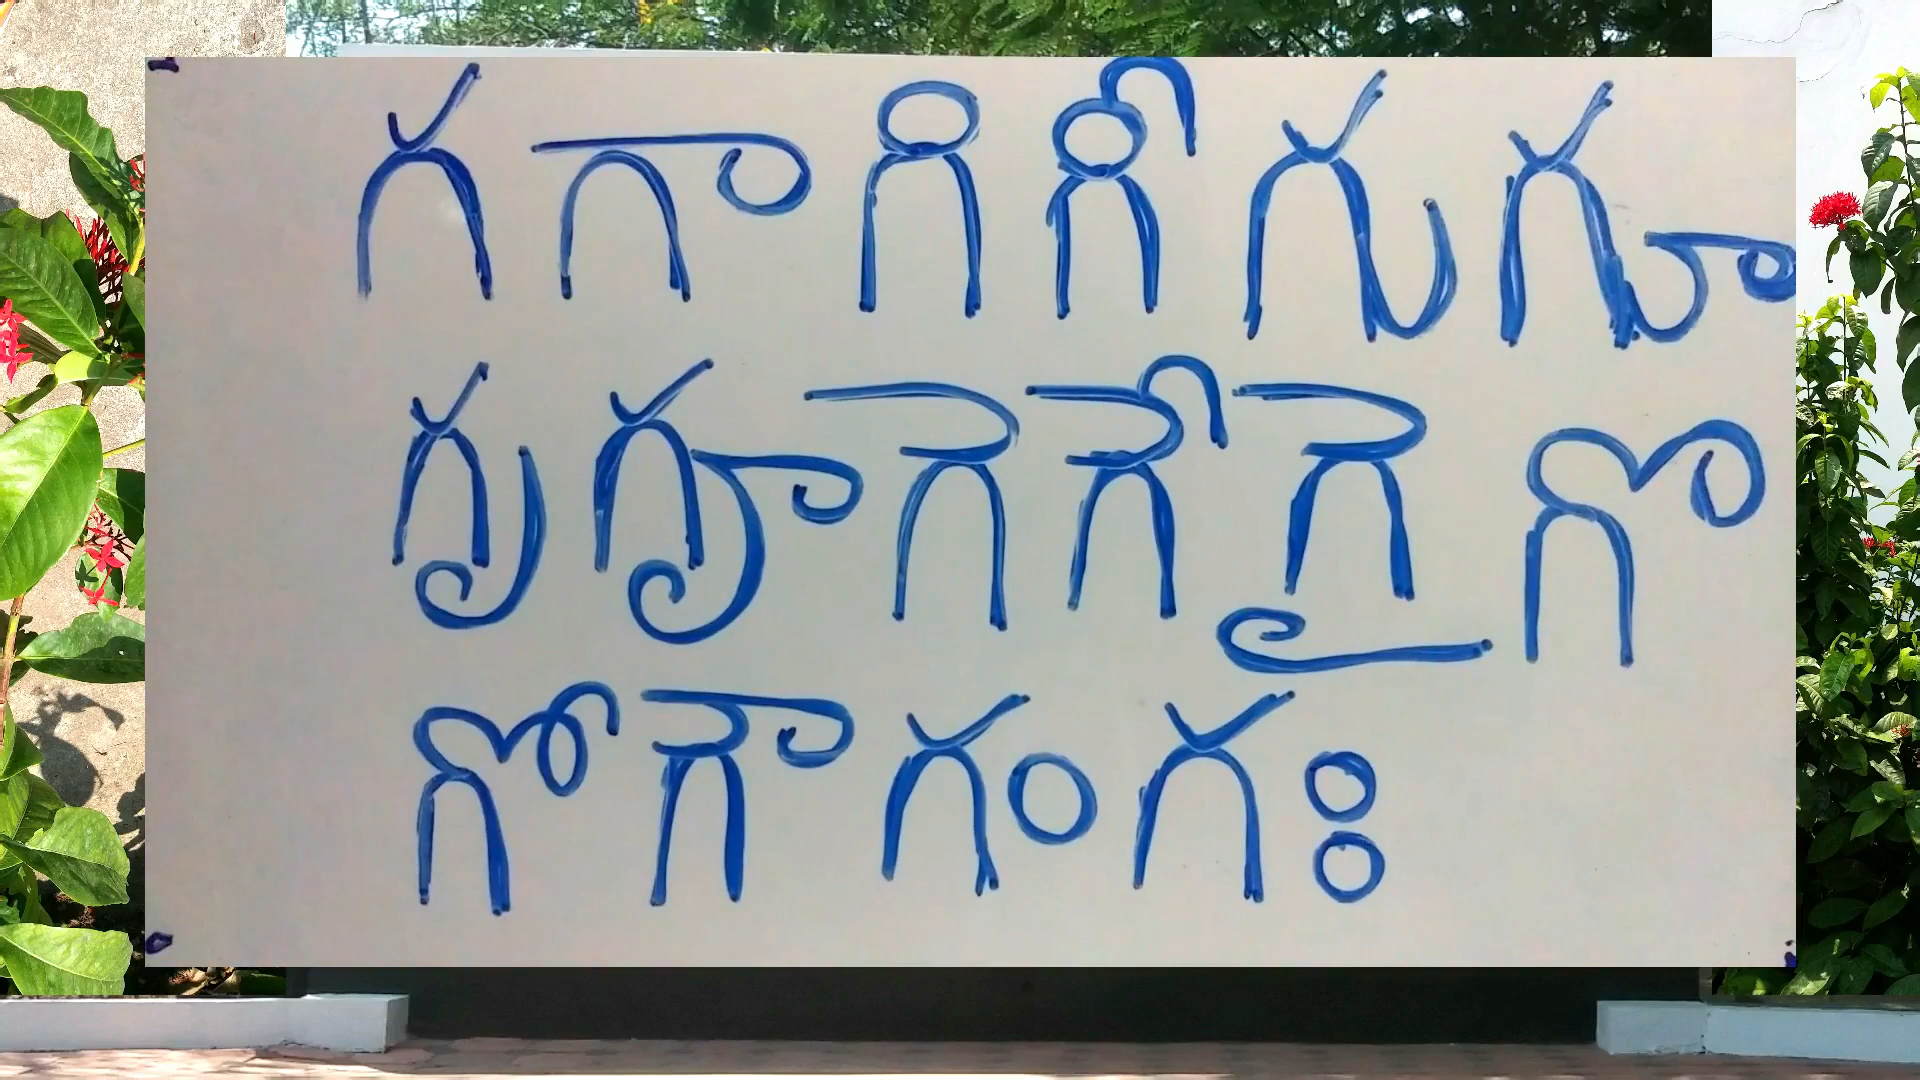 గ గా గి గీ గు గూ
గృ గౄ గె గే గై గొ
గో గౌ గం గః